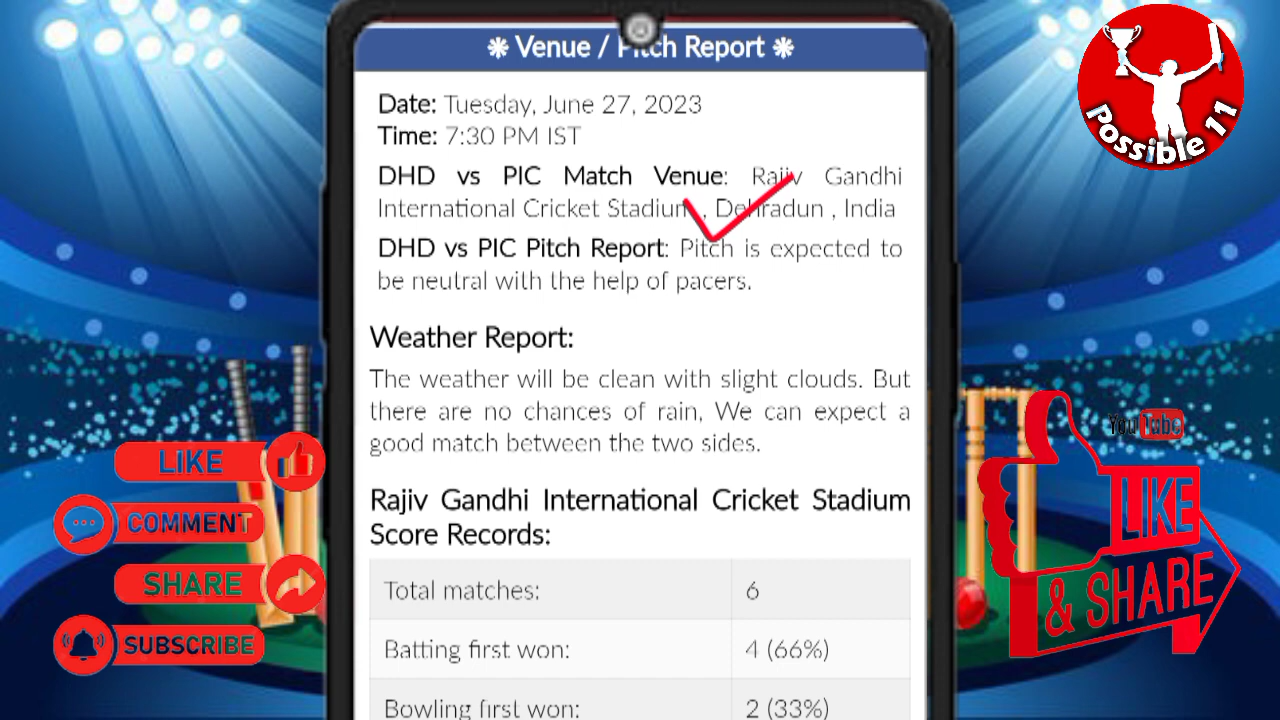 ❋ Venue / Pitch Report ❋
Date: Tuesday, June 27, 2023
Time: 7:30 PM IST
DHD vs PIC Match Venue: Rajiv Gandhi
International Cricket Stadium , Dehradun , India
DHD vs PIC Pitch Report: Pitch is expected to
be neutral with the help of pacers.
Weather Report:
The weather will be clean with slight clouds. But
there are no chances of rain, We can expect a
good match between the two sides.
Rajiv Gandhi International Cricket Stadium
Score Records:
Total matches: 6
Batting first won: 4 (66%)
Bowling first won: 2 (33%)
Possible 11
LIKE
COMMENT
SHARE
SUBSCRIBE
YouTube
LIKE
& SHARE